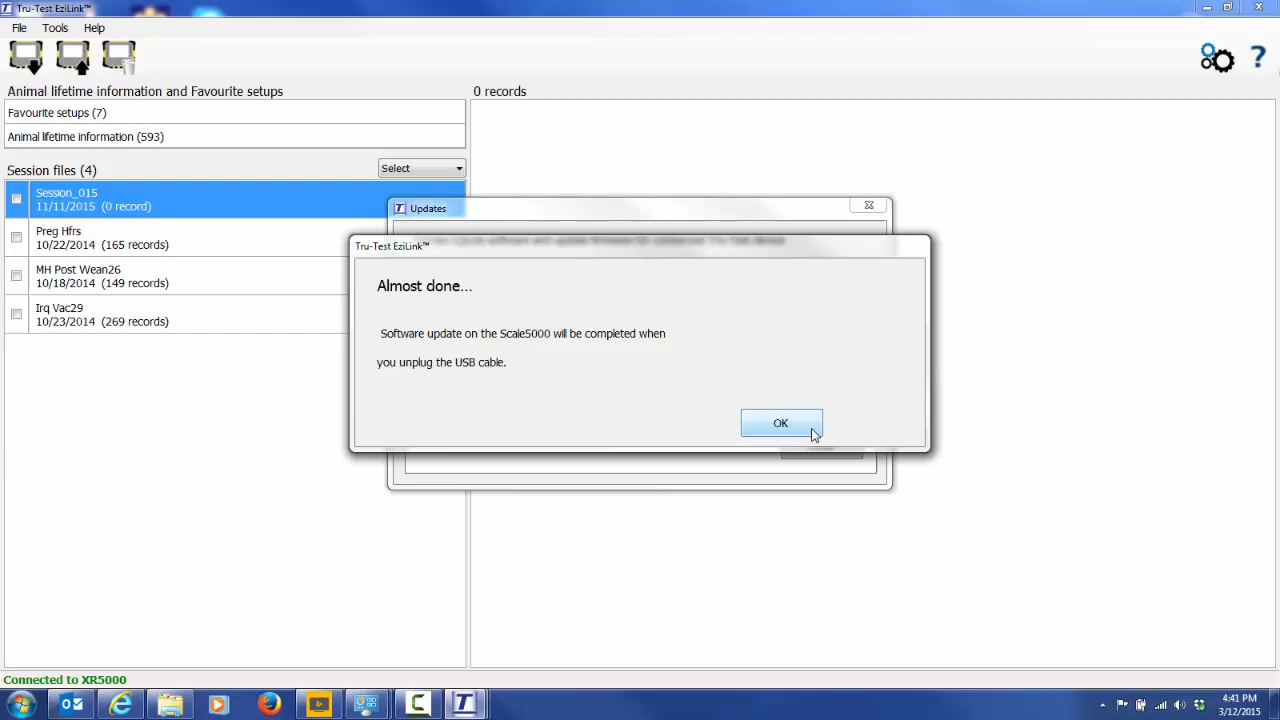 Tru-Test EziLink™
File Tools Help
Animal lifetime information and Favourite setups
0 records
Favourite setups (7)
Animal lifetime information (593)
Session files (4)
Select
Session_015
11/11/2015 (0 record)
Preg Hfrs
10/22/2014 (165 records)
MH Post Wean26
10/18/2014 (149 records)
Irq Vac29
10/23/2014 (269 records)
Updates
Tru-Test EziLink™
Almost done...
Software update on the Scale5000 will be completed when
you unplug the USB cable.
OK
Connected to XR5000
4:41 PM
3/12/2015